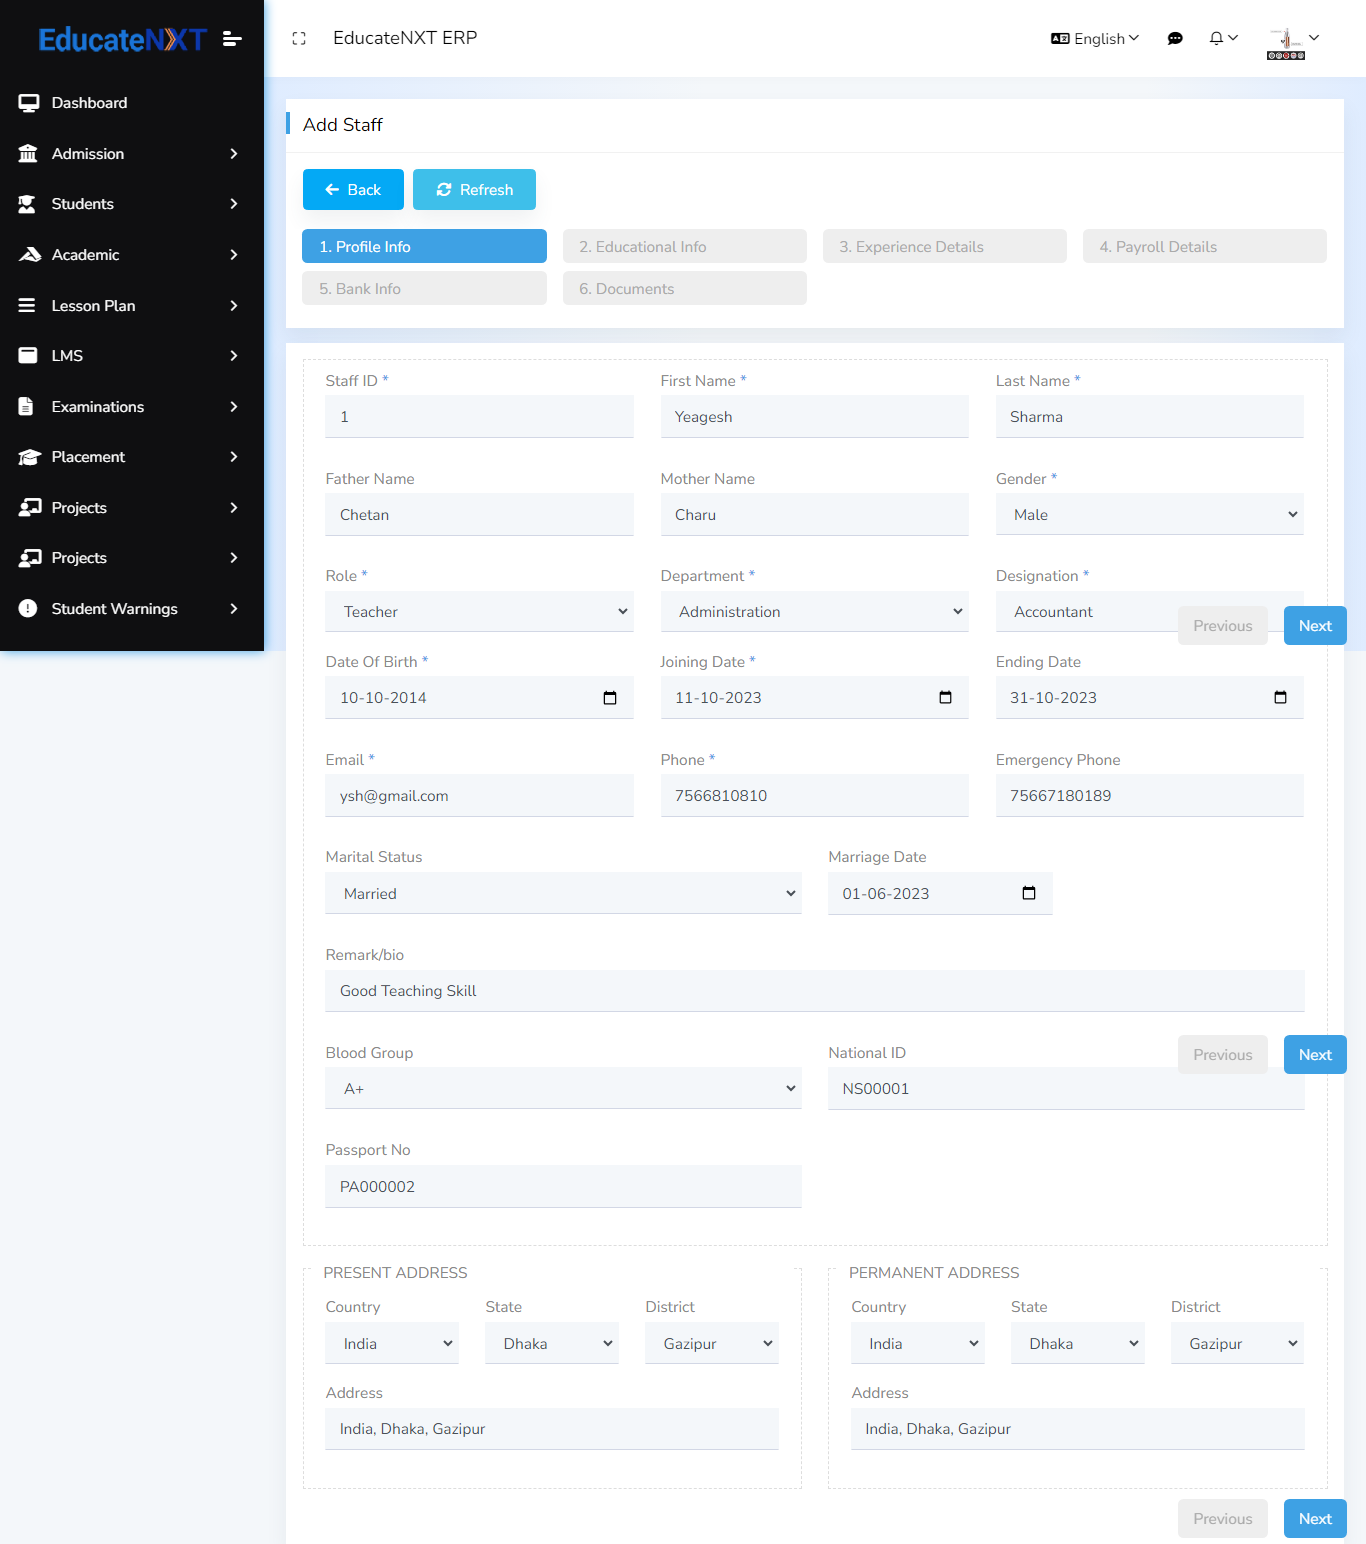 EducateNXT
EducateNXT ERP
English
Dashboard
Admission
Students
Academic
Lesson Plan
LMS
Examinations
Placement
Projects
Projects
Student Warnings
Add Staff
Back
Refresh
1. Profile Info
2. Educational Info
3. Experience Details
4. Payroll Details
5. Bank Info
6. Documents
Staff ID * First Name * Last Name *
1 Yeagesh Sharma
Father Name Mother Name Gender *
Chetan Charu Male
Role * Department * Designation *
Teacher Administration Accountant
Previous Next
Date Of Birth * Joining Date * Ending Date
10-10-2014 11-10-2023 31-10-2023
Email * Phone * Emergency Phone
ysh@gmail.com 7566810810 75667180189
Marital Status Marriage Date
Married 01-06-2023
Remark/bio
Good Teaching Skill
Blood Group National ID
Previous Next
A+ NS00001
Passport No
PA000002
PRESENT ADDRESS
Country State District
India Dhaka Gazipur
Address
India, Dhaka, Gazipur
PERMANENT ADDRESS
Country State District
India Dhaka Gazipur
Address
India, Dhaka, Gazipur
Previous Next